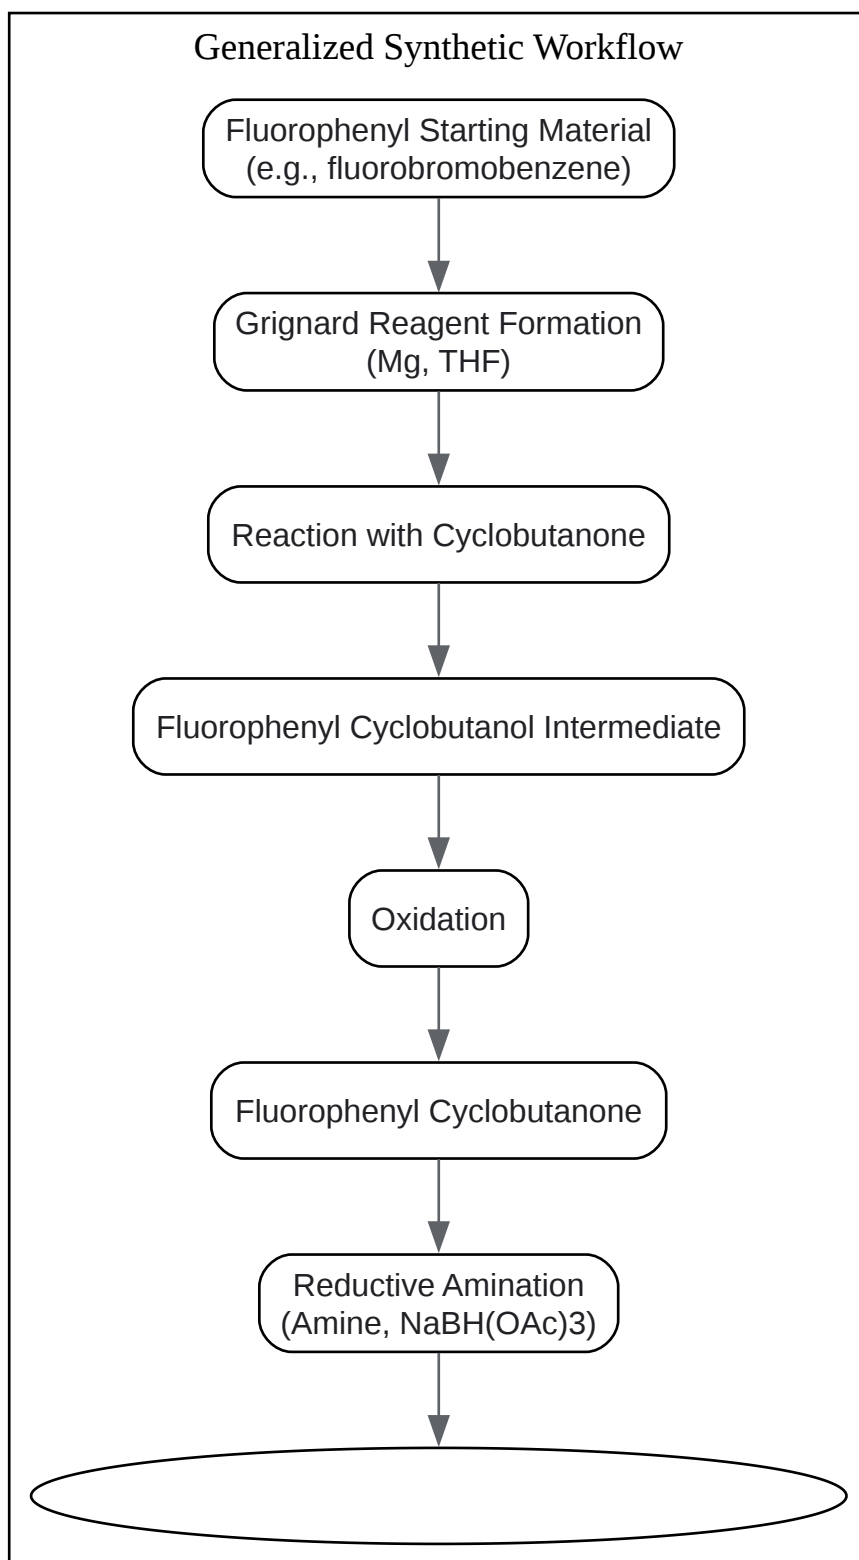 Generalized Synthetic Workflow
Fluorophenyl Starting Material
(e.g., fluorobromobenzene)
Grignard Reagent Formation
(Mg, THF)
Reaction with Cyclobutanone
Fluorophenyl Cyclobutanol Intermediate
Oxidation
Fluorophenyl Cyclobutanone
Reductive Amination
(Amine, NaBH(OAc)3)